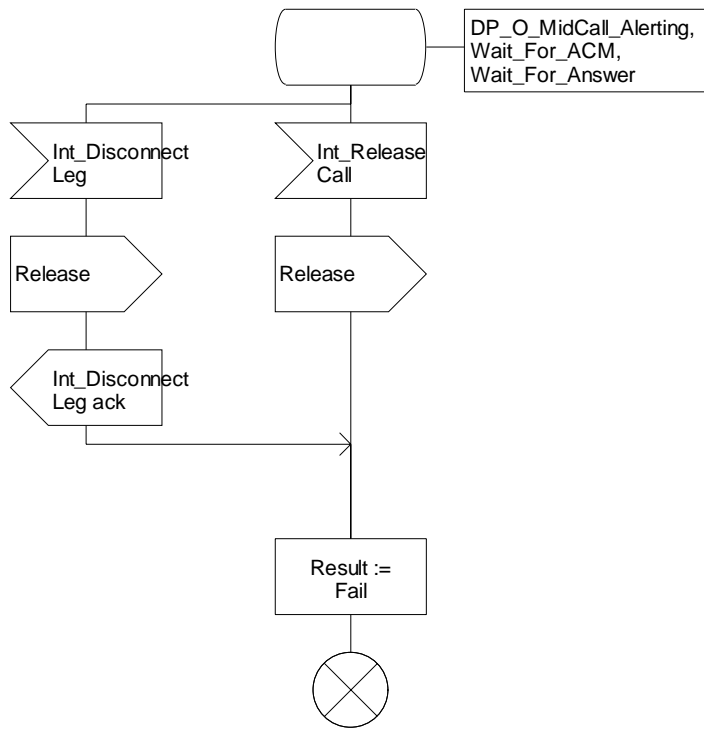 DP_O_MidCall_Alerting,
Wait_For_ACM,
Wait_For_Answer
Int_Disconnect
Leg
Int_Release
Call
Release
Release
Int_Disconnect
Leg ack
Result :=
Fail